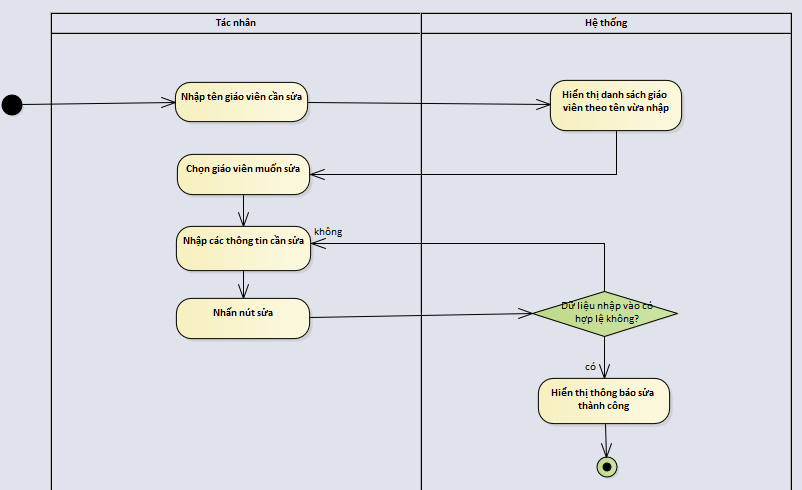 Tác nhân
Hệ thống
Nhập tên giáo viên cần sửa
Hiển thị danh sách giáo
viên theo tên vừa nhập
Chọn giáo viên muốn sửa
Nhập các thông tin cần sửa
không
Nhấn nút sửa
Dữ liệu nhập vào có
hợp lệ không?
có
Hiển thị thông báo sửa
thành công